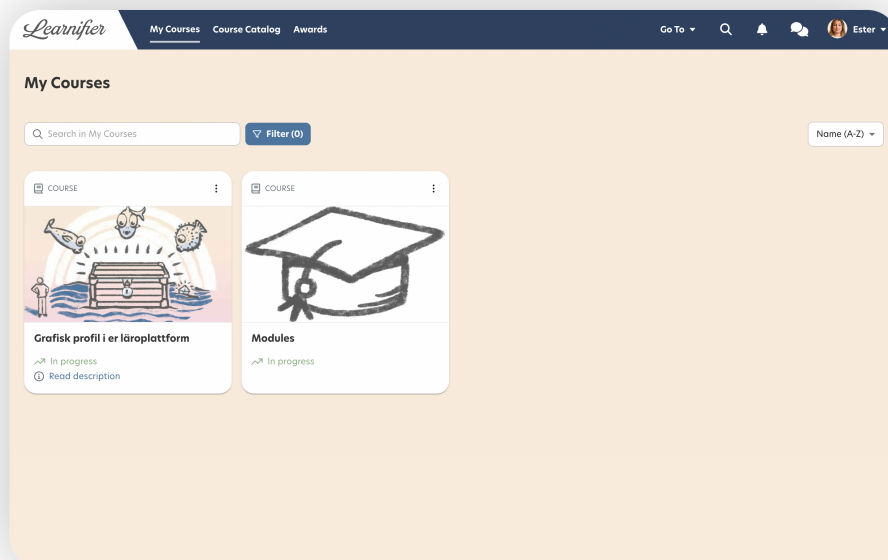 Learnifier
My Courses Course Catalog Awards
Go To
Ester
My Courses
Search in My Courses
Filter (0)
Name (A-Z)
COURSE
Grafisk profil i er läroplattform
In progress
Read description
COURSE
Modules
In progress